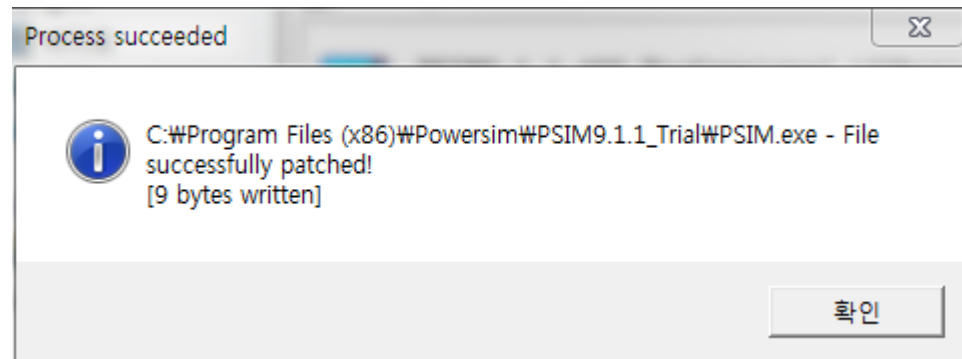 Process succeeded
C:₩Program Files (x86)₩Powersim₩PSIM9.1.1_Trial₩PSIM.exe - File
successfully patched!
[9 bytes written]
확인